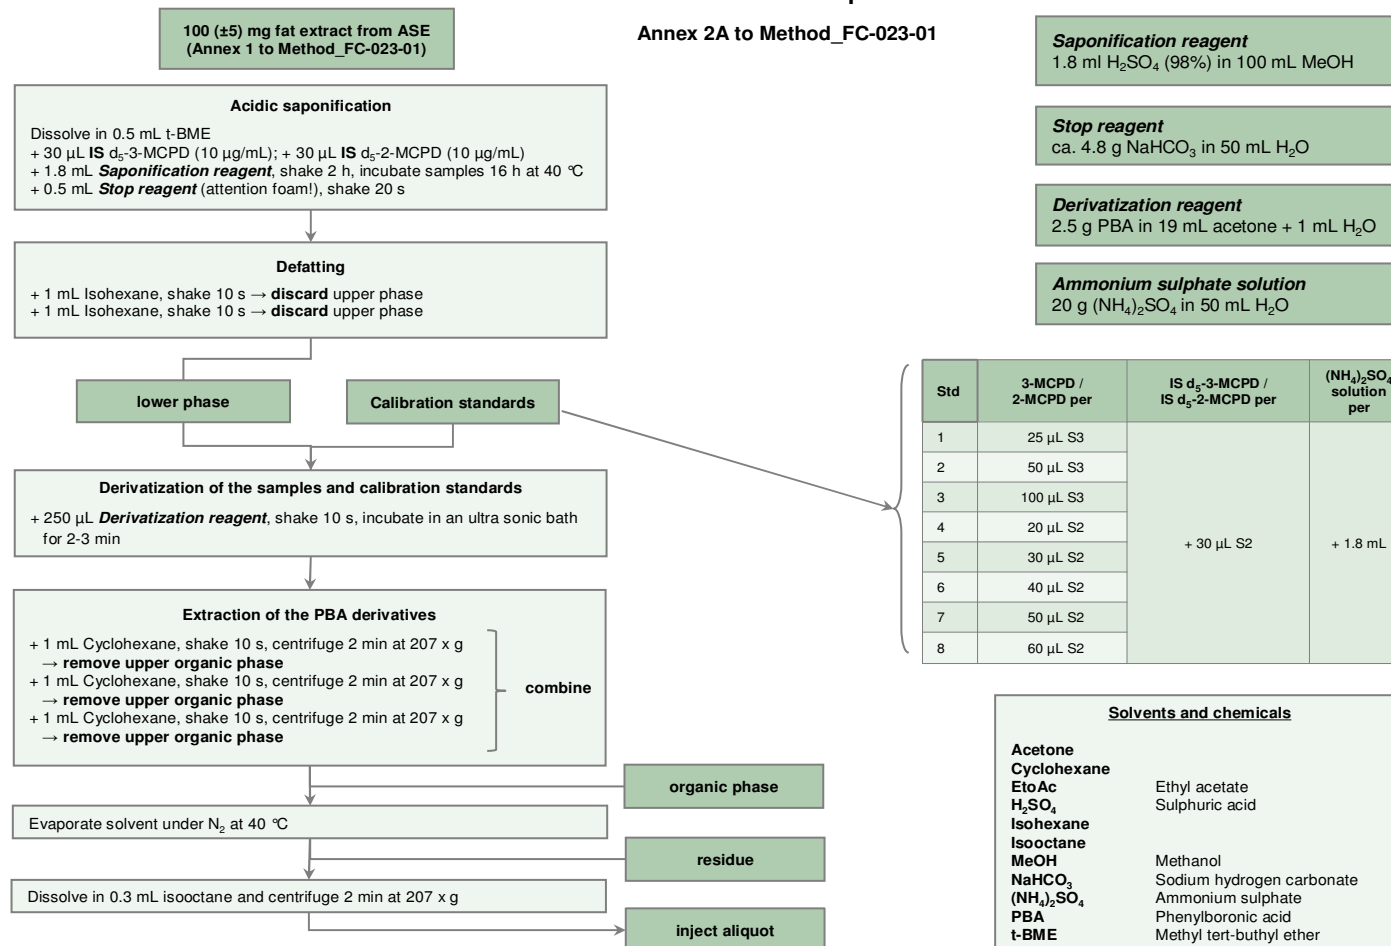 Annex 2A to Method_FC-023-01
100 (±5) mg fat extract from ASE
(Annex 1 to Method_FC-023-01)
Acidic saponification
Dissolve in 0.5 mL t-BME
+ 30 µL IS d₅-3-MCPD (10 µg/mL); + 30 µL IS d₅-2-MCPD (10 µg/mL)
+ 1.8 mL Saponification reagent, shake 2 h, incubate samples 16 h at 40 °C
+ 0.5 mL Stop reagent (attention foam!), shake 20 s
Defatting
+ 1 mL Isohexane, shake 10 s → discard upper phase
+ 1 mL Isohexane, shake 10 s → discard upper phase
lower phase
Calibration standards
Derivatization of the samples and calibration standards
+ 250 µL Derivatization reagent, shake 10 s, incubate in an ultra sonic bath
for 2-3 min
Extraction of the PBA derivatives
+ 1 mL Cyclohexane, shake 10 s, centrifuge 2 min at 207 x g
→ remove upper organic phase
+ 1 mL Cyclohexane, shake 10 s, centrifuge 2 min at 207 x g
→ remove upper organic phase
+ 1 mL Cyclohexane, shake 10 s, centrifuge 2 min at 207 x g
→ remove upper organic phase
combine
organic phase
Evaporate solvent under N₂ at 40 °C
residue
Dissolve in 0.3 mL isooctane and centrifuge 2 min at 207 x g
inject aliquot
Saponification reagent
1.8 ml H₂SO₄ (98%) in 100 mL MeOH
Stop reagent
ca. 4.8 g NaHCO₃ in 50 mL H₂O
Derivatization reagent
2.5 g PBA in 19 mL acetone + 1 mL H₂O
Ammonium sulphate solution
20 g (NH₄)₂SO₄ in 50 mL H₂O
Std 3-MCPD / 2-MCPD per IS d₅-3-MCPD / IS d₅-2-MCPD per (NH₄)₂SO₄ solution per
1 25 µL S3
2 50 µL S3
3 100 µL S3
4 20 µL S2
+ 30 µL S2 + 1.8 mL
5 30 µL S2
6 40 µL S2
7 50 µL S2
8 60 µL S2
Solvents and chemicals
Acetone
Cyclohexane
EtoAc Ethyl acetate
H₂SO₄ Sulphuric acid
Isohexane
Isooctane
MeOH Methanol
NaHCO₃ Sodium hydrogen carbonate
(NH₄)₂SO₄ Ammonium sulphate
PBA Phenylboronic acid
t-BME Methyl tert-buthyl ether